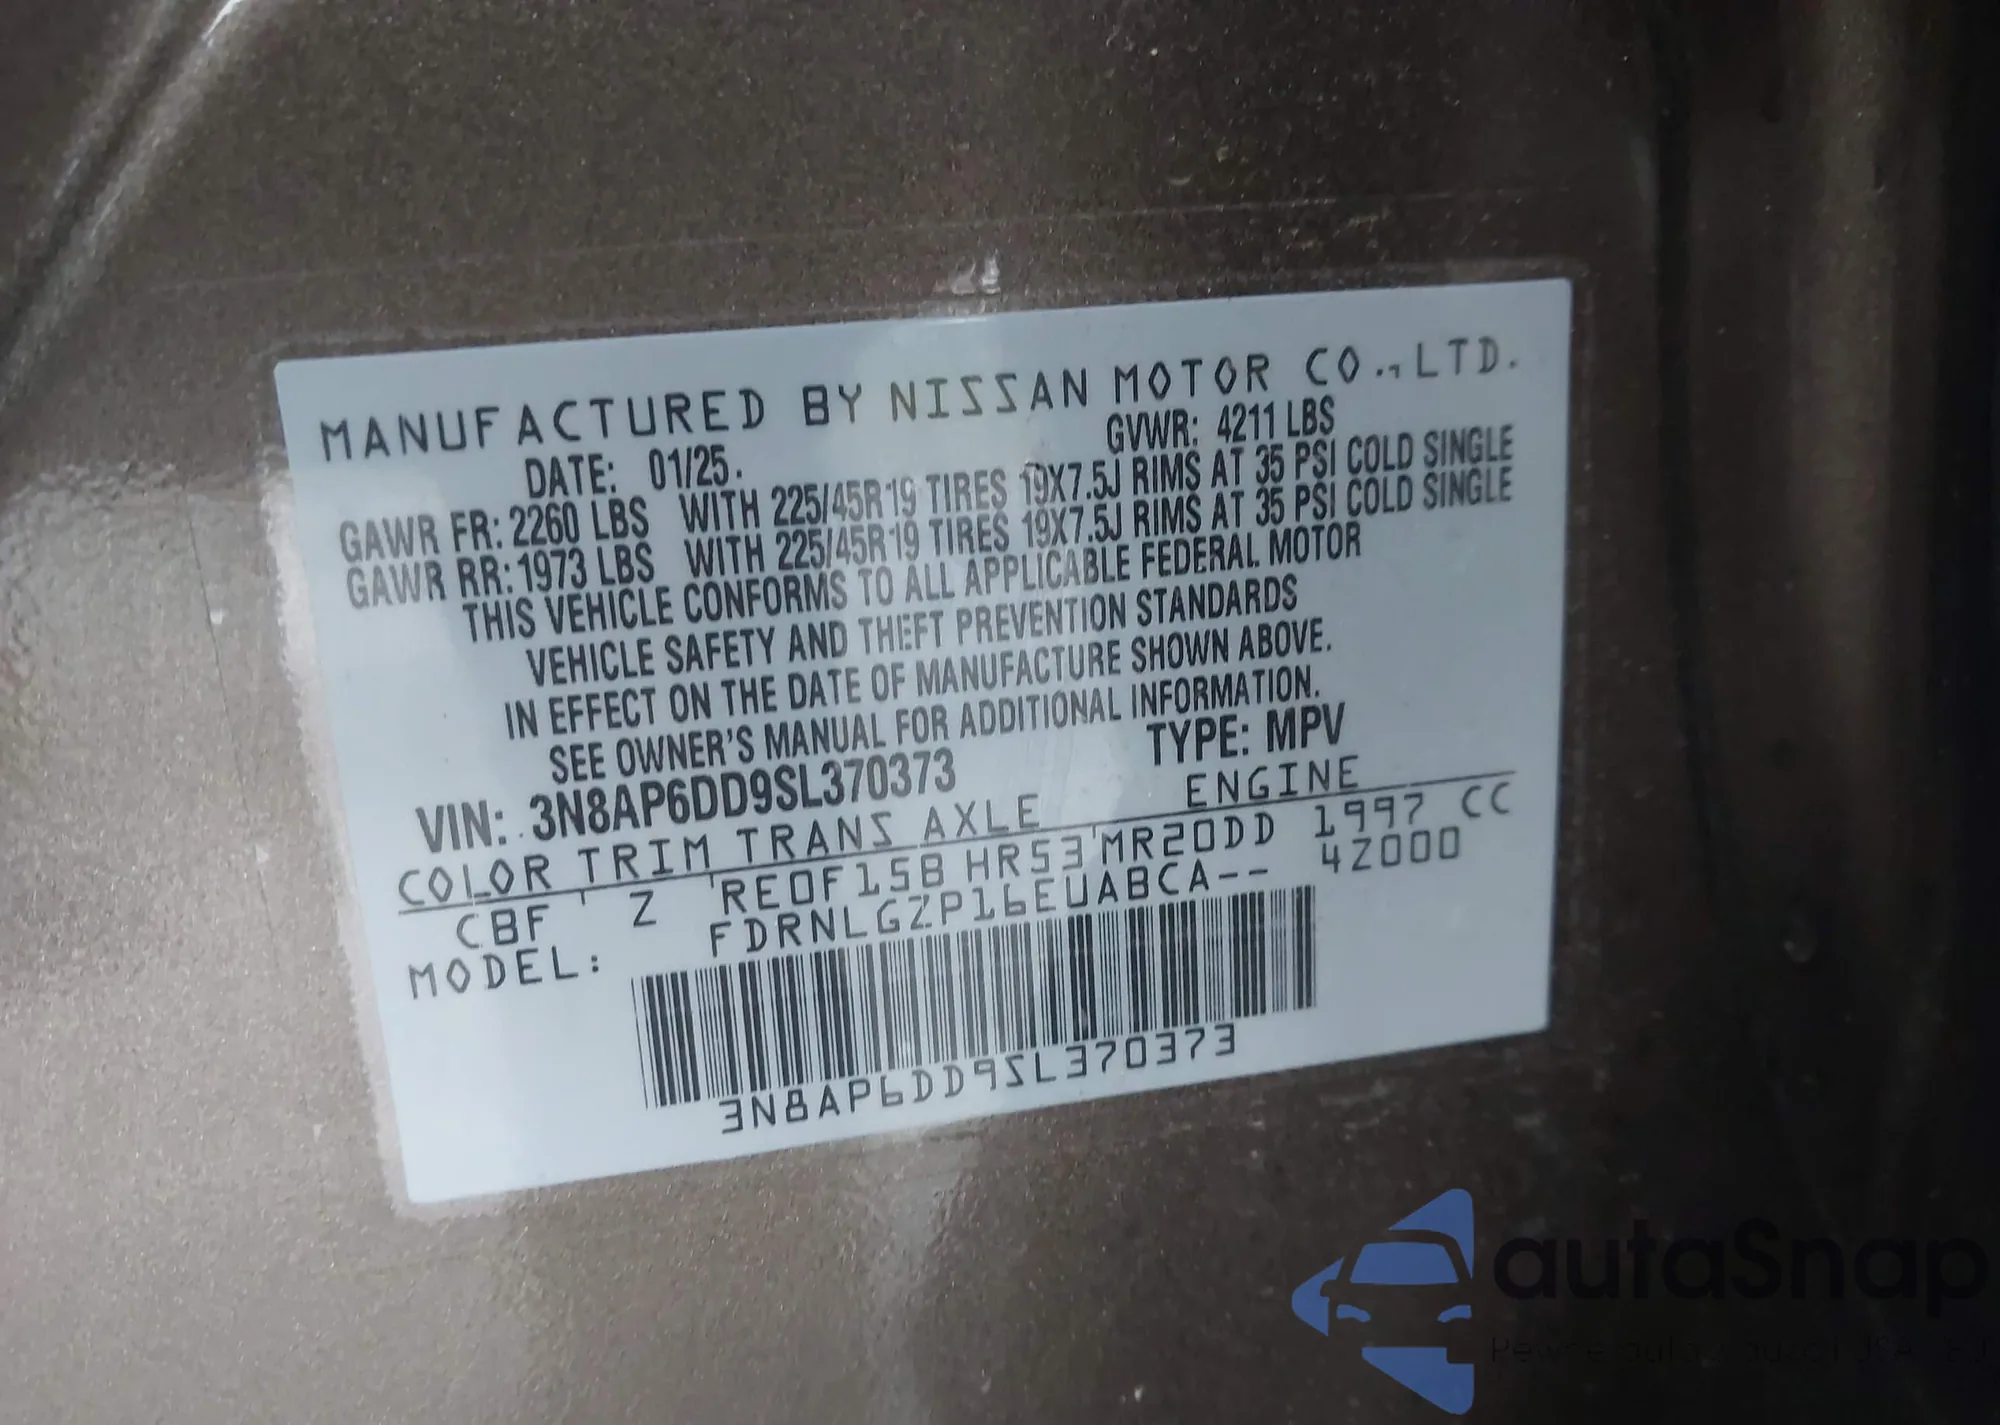 MANUFACTURED BY NISSAN MOTOR CO., LTD.
DATE: 01/25. GVWR: 4211 LBS
GAWR FR: 2260 LBS WITH 225/45R19 TIRES 19X7.5J RIMS AT 35 PSI COLD SINGLE
GAWR RR: 1973 LBS WITH 225/45R19 TIRES 19X7.5J RIMS AT 35 PSI COLD SINGLE
THIS VEHICLE CONFORMS TO ALL APPLICABLE FEDERAL MOTOR
VEHICLE SAFETY AND THEFT PREVENTION STANDARDS
IN EFFECT ON THE DATE OF MANUFACTURE SHOWN ABOVE.
SEE OWNER'S MANUAL FOR ADDITIONAL INFORMATION.
VIN: 3N8AP6DD9SL370373 TYPE: MPV
COLOR TRIM TRANS AXLE ENGINE
CBF Z RE0F15B HR53 MR20DD 1997 CC
MODEL: FDRNLGZP16EUABCA-- 4Z000
3N8AP6DD9SL370373
autaSnap